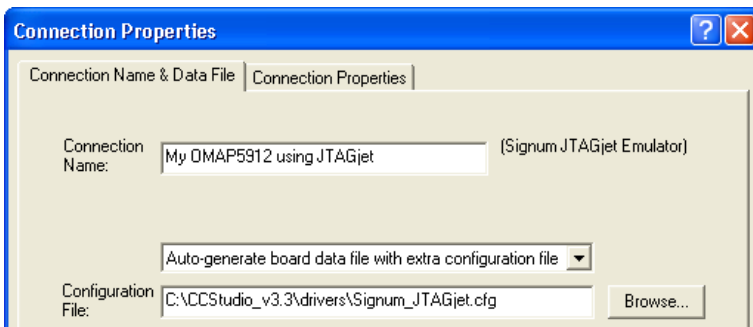 Connection Properties
Connection Name & Data File
Connection Properties
Connection
Name:
My OMAP5912 using JTAGjet
(Signum JTAGjet Emulator)
Auto-generate board data file with extra configuration file
Configuration
File:
C:\CCStudio_v3.3\drivers\Signum_JTAGjet.cfg
Browse...